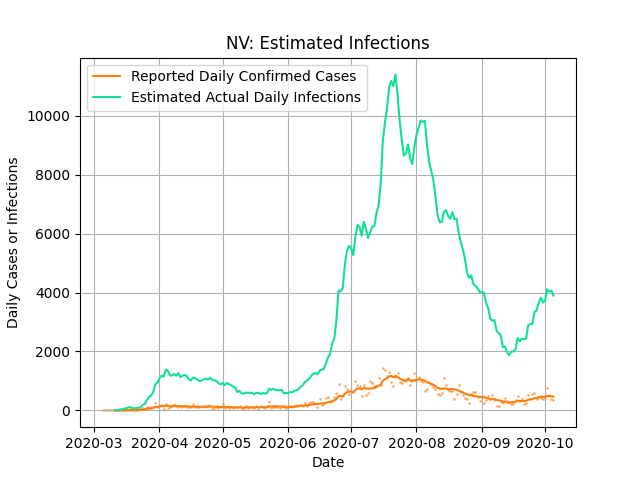 NV: Estimated Infections
Reported Daily Confirmed Cases
Estimated Actual Daily Infections
Daily Cases or Infections
10000
8000
6000
4000
2000
0
2020-03 2020-04 2020-05 2020-06 2020-07 2020-08 2020-09 2020-10
Date